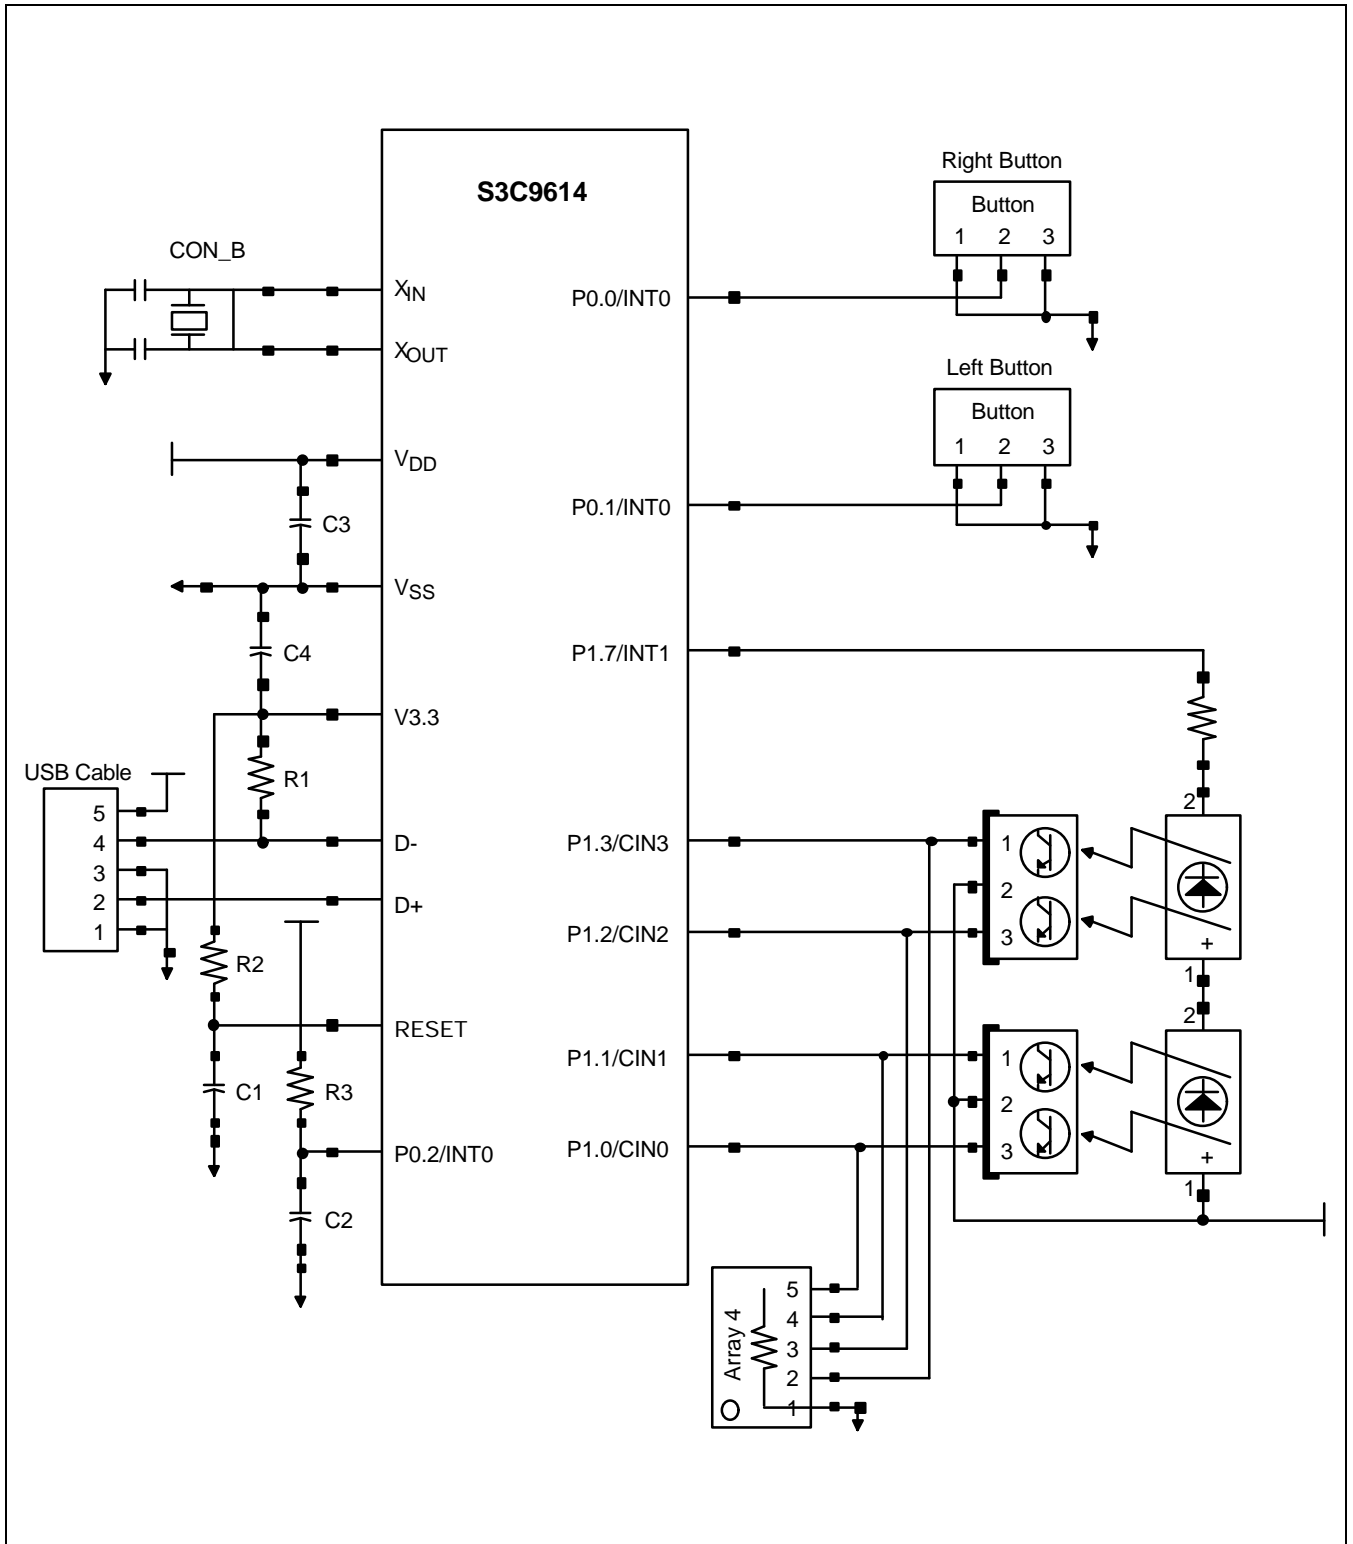 S3C9614
Right Button
Button
1 2 3
CON_B
XIN
P0.0/INT0
XOUT
Left Button
Button
1 2 3
VDD
P0.1/INT0
C3
VSS
C4
P1.7/INT1
V3.3
USB Cable
R1
5
4
3
2
1
D-
D+
P1.3/CIN3
P1.2/CIN2
1
2
3
2
+
1
R2
RESET
P1.1/CIN1
C1
R3
P0.2/INT0
P1.0/CIN0
1
2
3
2
+
1
C2
Array 4
5
4
3
2
1